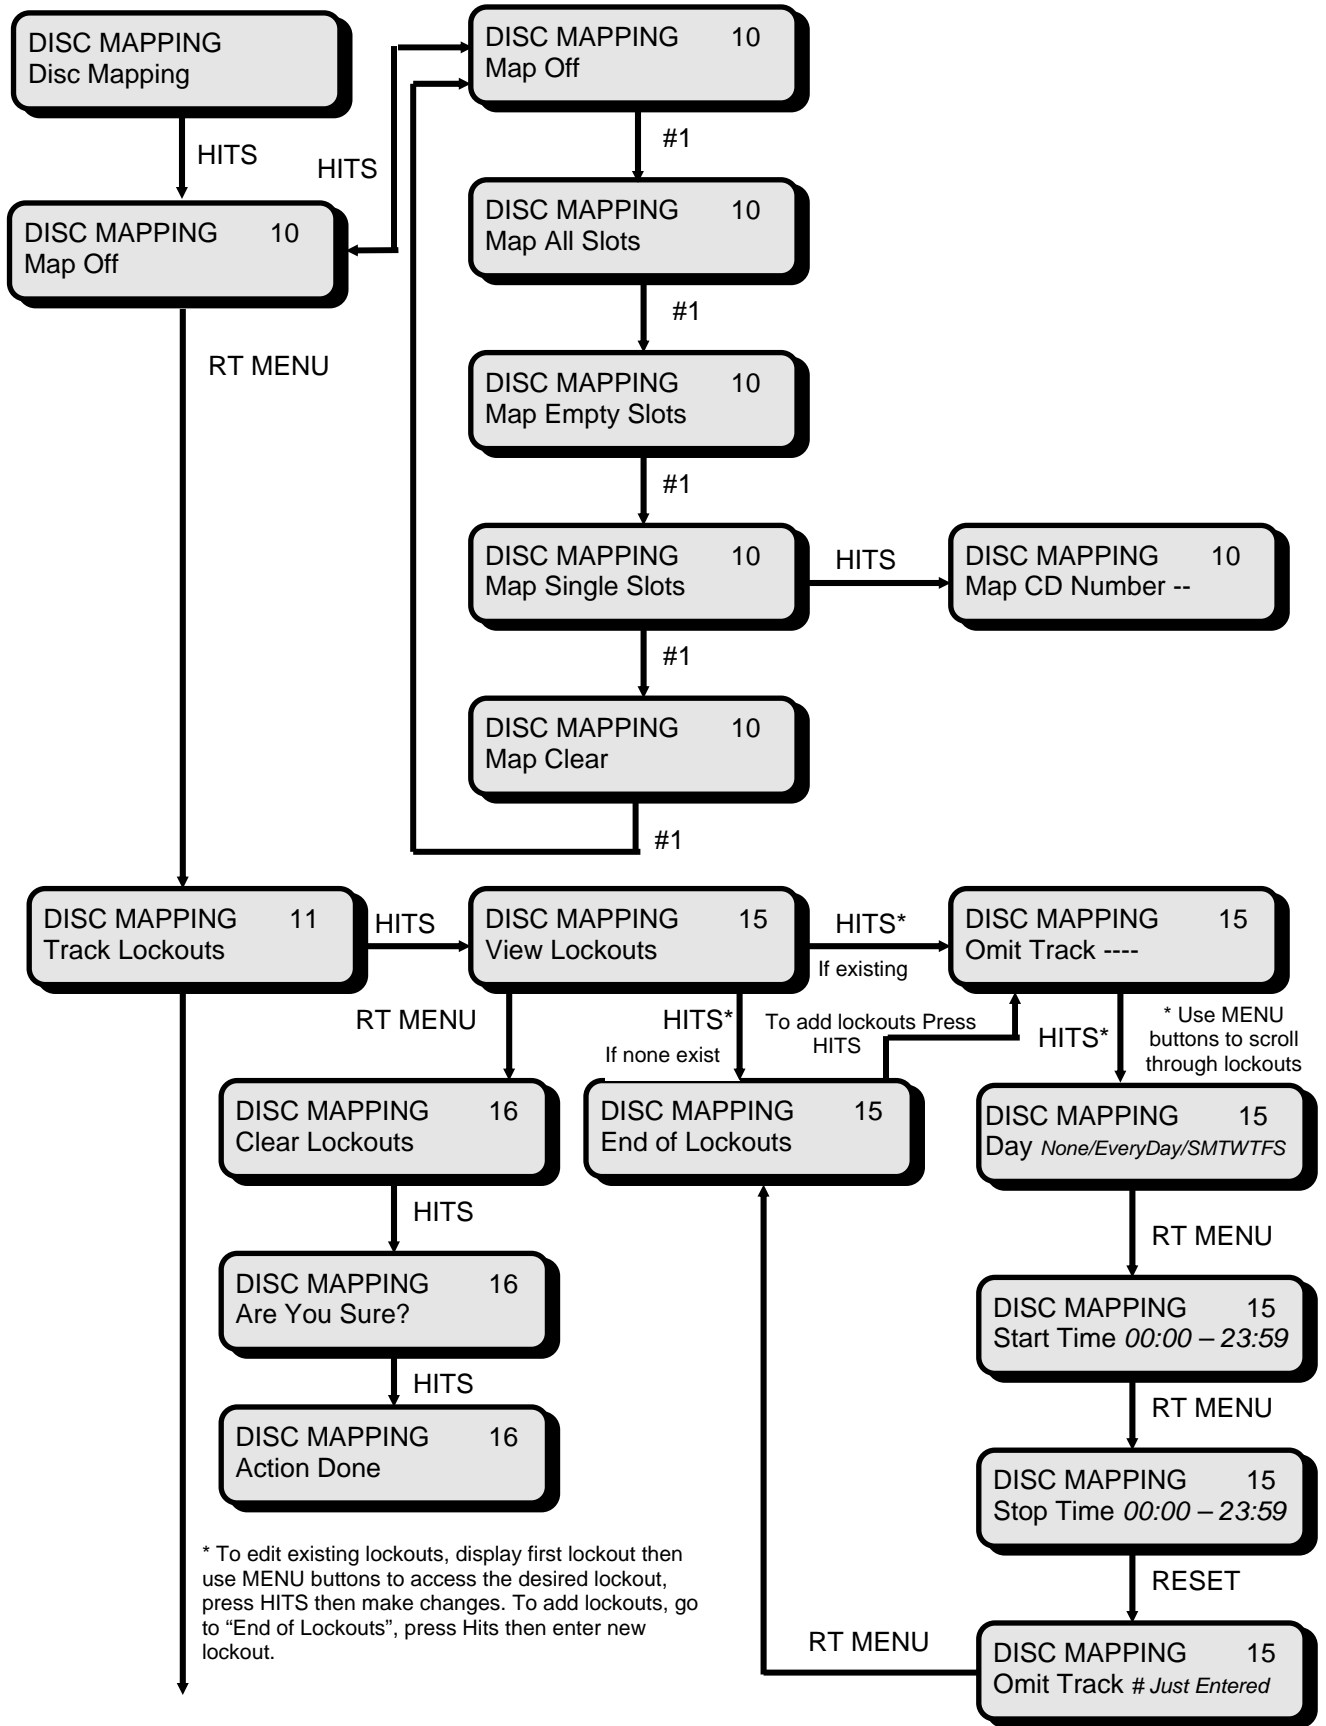 DISC MAPPING
Disc Mapping
HITS
DISC MAPPING 10
Map Off
HITS
DISC MAPPING 10
Map Off
#1
DISC MAPPING 10
Map All Slots
#1
DISC MAPPING 10
Map Empty Slots
#1
DISC MAPPING 10
Map Single Slots
HITS
DISC MAPPING 10
Map CD Number --
#1
DISC MAPPING 10
Map Clear
#1
RT MENU
DISC MAPPING 11
Track Lockouts
HITS
DISC MAPPING 15
View Lockouts
HITS*
If existing
DISC MAPPING 15
Omit Track ----
RT MENU
HITS*
If none exist
To add lockouts Press
HITS
HITS*
* Use MENU
buttons to scroll
through lockouts
DISC MAPPING 16
Clear Lockouts
DISC MAPPING 15
End of Lockouts
DISC MAPPING 15
Day None/EveryDay/SMTWTFS
HITS
RT MENU
DISC MAPPING 16
Are You Sure?
DISC MAPPING 15
Start Time 00:00 – 23:59
HITS
RT MENU
DISC MAPPING 16
Action Done
DISC MAPPING 15
Stop Time 00:00 – 23:59
RESET
* To edit existing lockouts, display first lockout then
use MENU buttons to access the desired lockout,
press HITS then make changes. To add lockouts, go
to “End of Lockouts”, press Hits then enter new
lockout.
RT MENU
DISC MAPPING 15
Omit Track # Just Entered